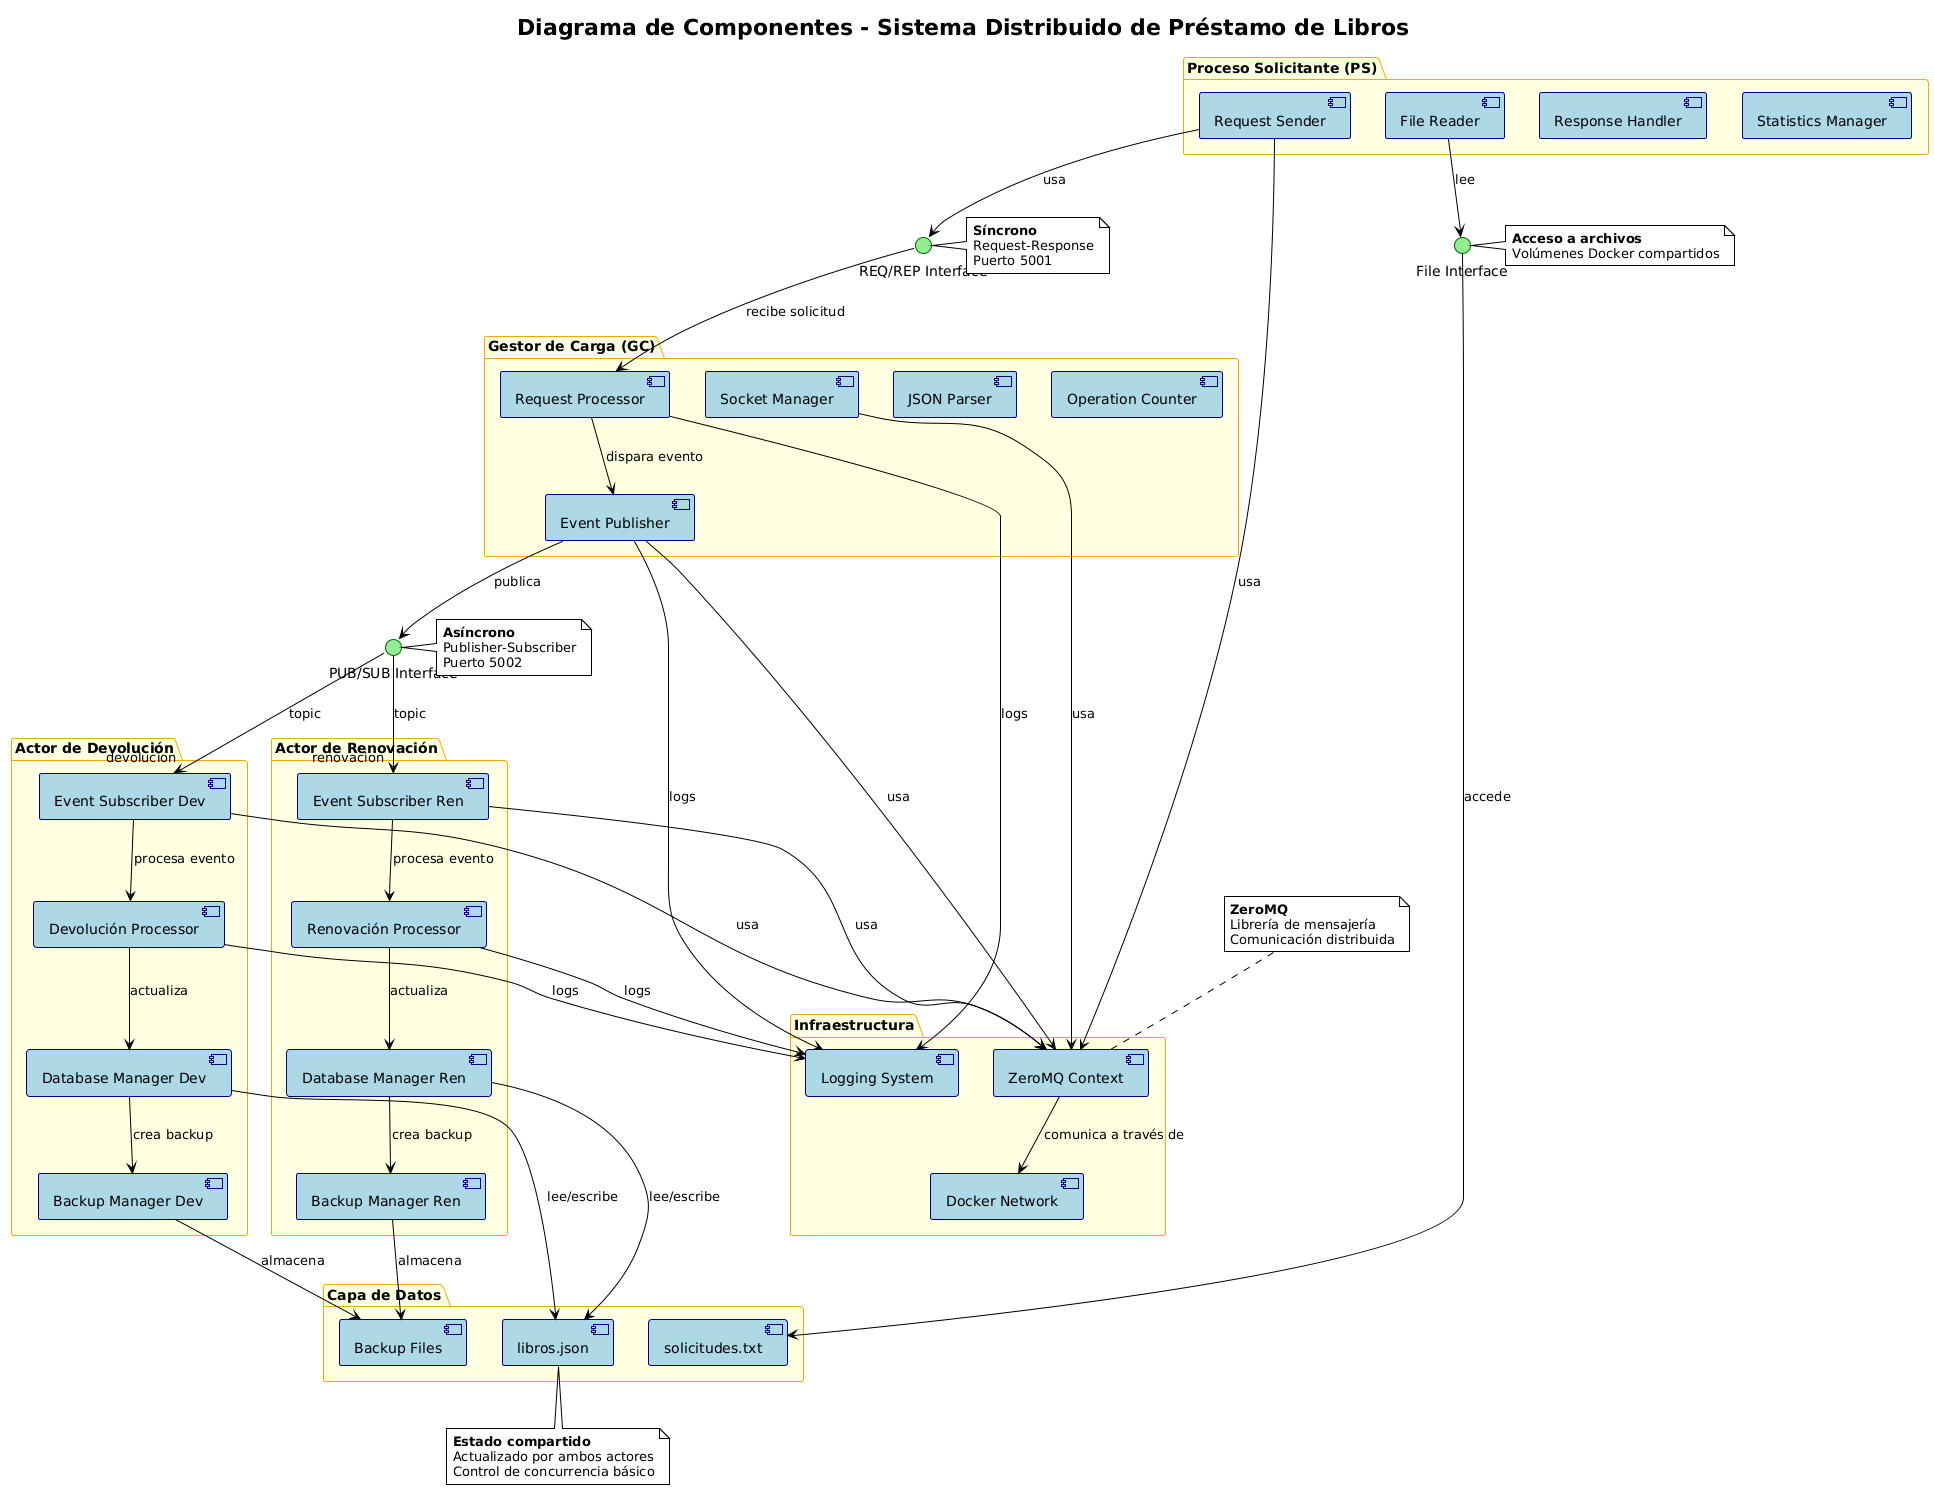 Diagrama de Componentes - Sistema Distribuido de Préstamo de Libros
Proceso Solicitante (PS)
Request Sender
File Reader
Response Handler
Statistics Manager
usa
lee
Síncrono
Request-Response
Puerto 5001
REQ/REP Interface
Acceso a archivos
Volúmenes Docker compartidos
File Interface
recibe solicitud
Gestor de Carga (GC)
Request Processor
Socket Manager
JSON Parser
Operation Counter
dispara evento
Event Publisher
publica
usa
Asíncrono
Publisher-Subscriber
Puerto 5002
PUB/SUB Interface
topic
devolucion
topic
renovacion
logs
usa
Actor de Devolución
Actor de Renovación
Event Subscriber Dev
Event Subscriber Ren
logs
usa
accede
procesa evento
procesa evento
Devolución Processor
Renovación Processor
usa
usa
ZeroMQ
Librería de mensajería
Comunicación distribuida
actualiza
actualiza
logs
logs
Infraestructura
Database Manager Dev
Database Manager Ren
Logging System
ZeroMQ Context
crea backup
crea backup
comunica a través de
Backup Manager Dev
Backup Manager Ren
lee/escribe
lee/escribe
Docker Network
almacena
almacena
Capa de Datos
Backup Files
libros.json
solicitudes.txt
Estado compartido
Actualizado por ambos actores
Control de concurrencia básico